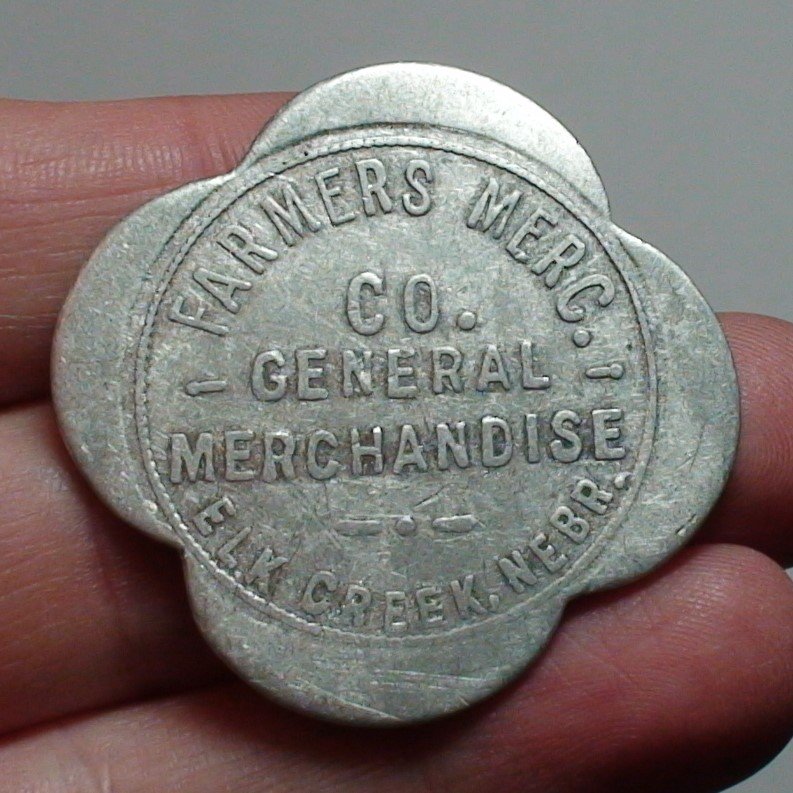 FARMERS MERC.
CO.
GENERAL
MERCHANDISE
ELK CREEK, NEBR.